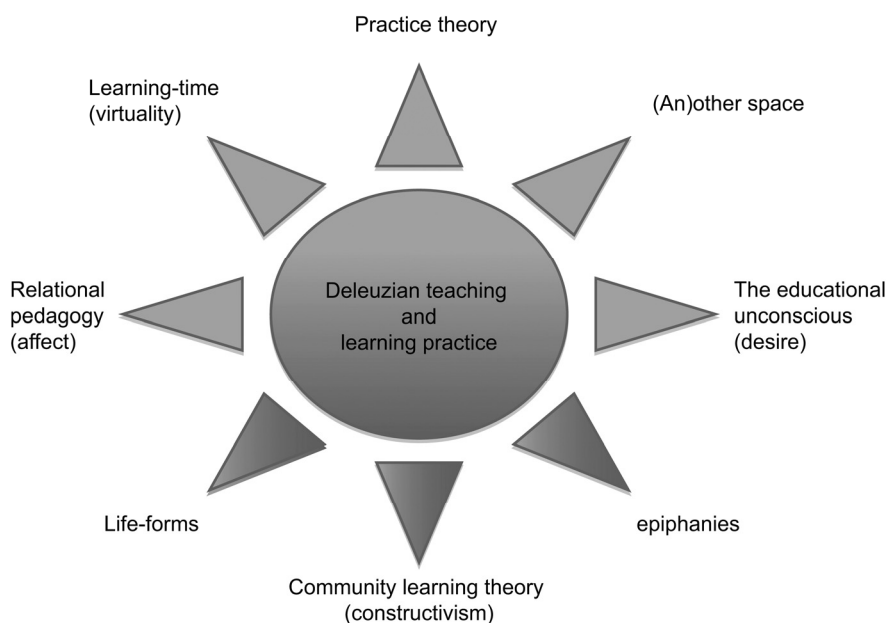 Practice theory
Learning-time
(virtuality)
(An)other space
Relational
pedagogy
(affect)
Deleuzian teaching
and
learning practice
The educational
unconscious
(desire)
Life-forms
epiphanies
Community learning theory
(constructivism)